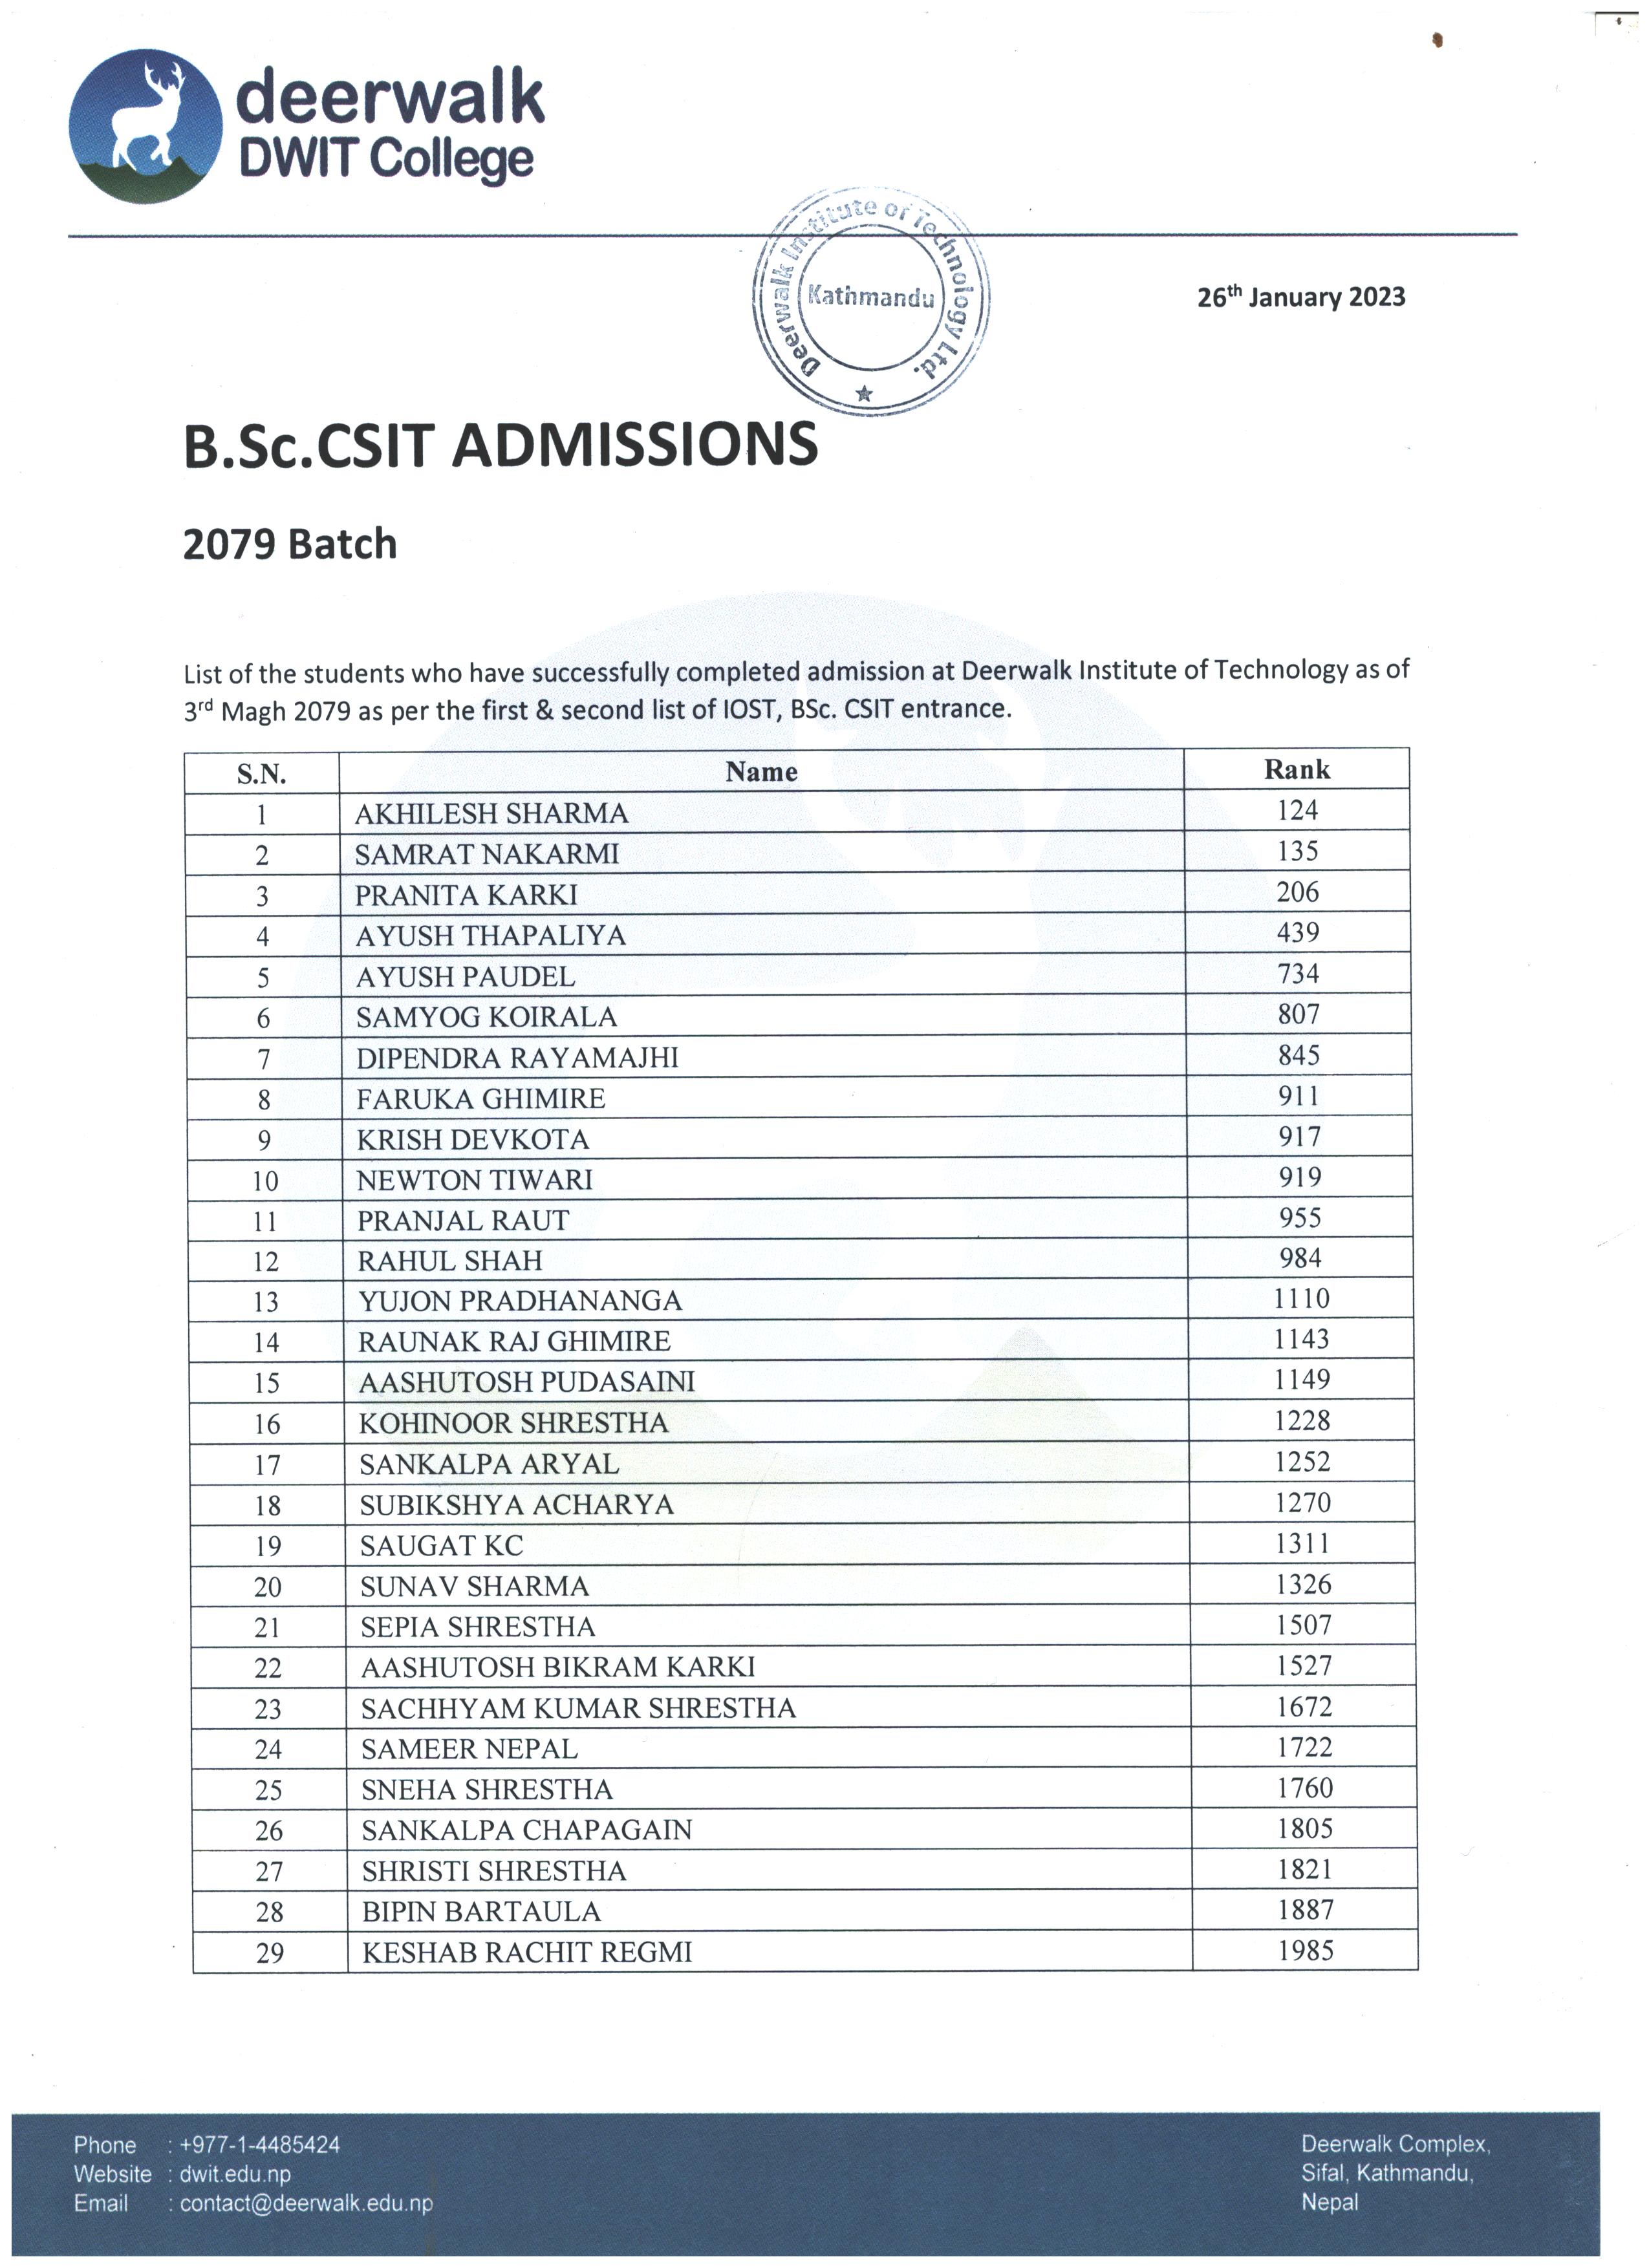 deerwalk
DWIT College
Deerwalk Institute of Technology Ltd.
Kathmandu
26th January 2023
B.Sc.CSIT ADMISSIONS
2079 Batch
List of the students who have successfully completed admission at Deerwalk Institute of Technology as of
3rd Magh 2079 as per the first & second list of IOST, BSc. CSIT entrance.
S.N. Name Rank
1 AKHILESH SHARMA 124
2 SAMRAT NAKARMI 135
3 PRANITA KARKI 206
4 AYUSH THAPALIYA 439
5 AYUSH PAUDEL 734
6 SAMYOG KOIRALA 807
7 DIPENDRA RAYAMAJHI 845
8 FARUKA GHIMIRE 911
9 KRISH DEVKOTA 917
10 NEWTON TIWARI 919
11 PRANJAL RAUT 955
12 RAHUL SHAH 984
13 YUJON PRADHANANGA 1110
14 RAUNAK RAJ GHIMIRE 1143
15 AASHUTOSH PUDASAINI 1149
16 KOHINOOR SHRESTHA 1228
17 SANKALPA ARYAL 1252
18 SUBIKSHYA ACHARYA 1270
19 SAUGAT KC 1311
20 SUNAV SHARMA 1326
21 SEPIA SHRESTHA 1507
22 AASHUTOSH BIKRAM KARKI 1527
23 SACHHYAM KUMAR SHRESTHA 1672
24 SAMEER NEPAL 1722
25 SNEHA SHRESTHA 1760
26 SANKALPA CHAPAGAIN 1805
27 SHRISTI SHRESTHA 1821
28 BIPIN BARTAULA 1887
29 KESHAB RACHIT REGMI 1985
Phone : +977-1-4485424
Website : dwit.edu.np
Email : contact@deerwalk.edu.np
Deerwalk Complex,
Sifal, Kathmandu,
Nepal